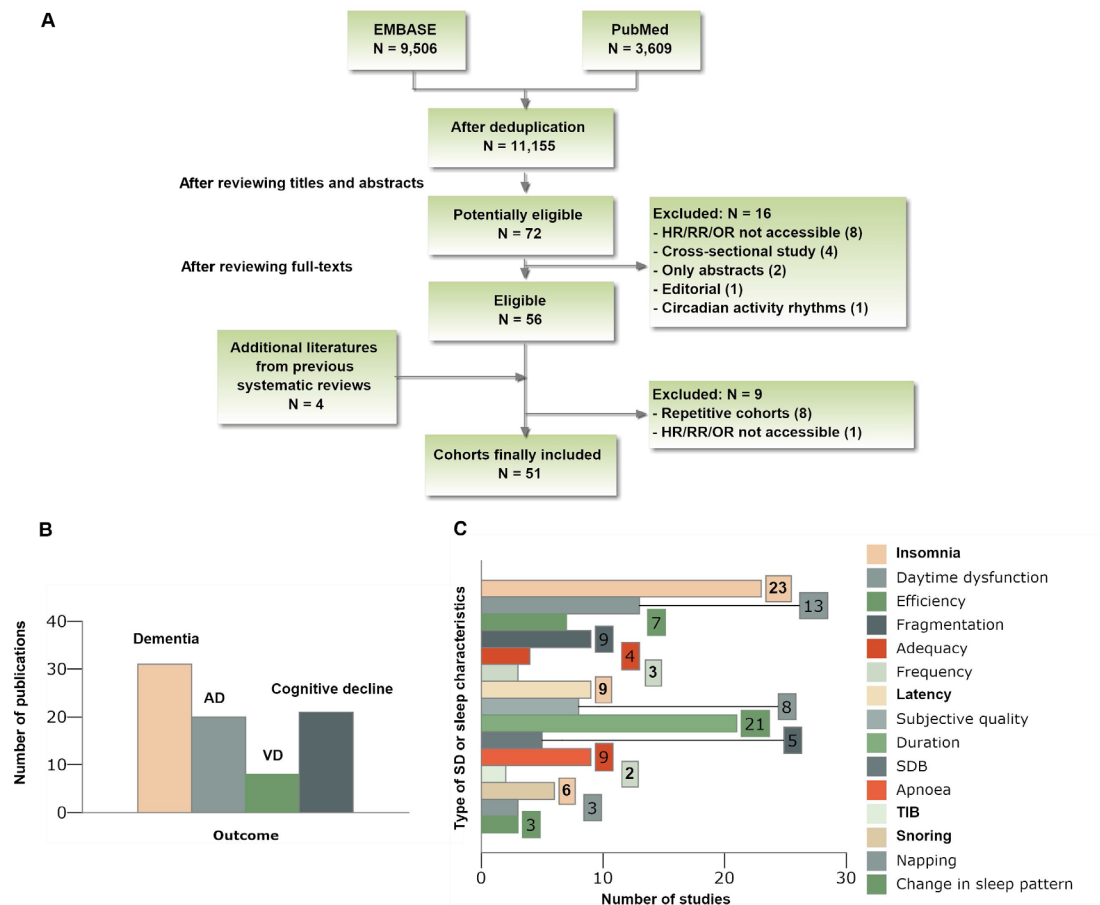 A
EMBASE
N = 9,506
PubMed
N = 3,609
After deduplication
N = 11,155
After reviewing titles and abstracts
Potentially eligible
N = 72
Excluded: N = 16
- HR/RR/OR not accessible (8)
- Cross-sectional study (4)
- Only abstracts (2)
- Editorial (1)
- Circadian activity rhythms (1)
After reviewing full-texts
Eligible
N = 56
Additional literatures
from previous
systematic reviews
N = 4
Excluded: N = 9
- Repetitive cohorts (8)
- HR/RR/OR not accessible (1)
Cohorts finally included
N = 51
B
Number of publications
40
30
20
10
0
Dementia
AD
VD
Cognitive decline
Outcome
C
Type of SD or sleep characteristics
23
13
7
9
4
3
9
8
21
5
9
2
6
3
3
0
10
20
30
Number of studies
Insomnia
Daytime dysfunction
Efficiency
Fragmentation
Adequacy
Frequency
Latency
Subjective quality
Duration
SDB
Apnoea
TIB
Snoring
Napping
Change in sleep pattern